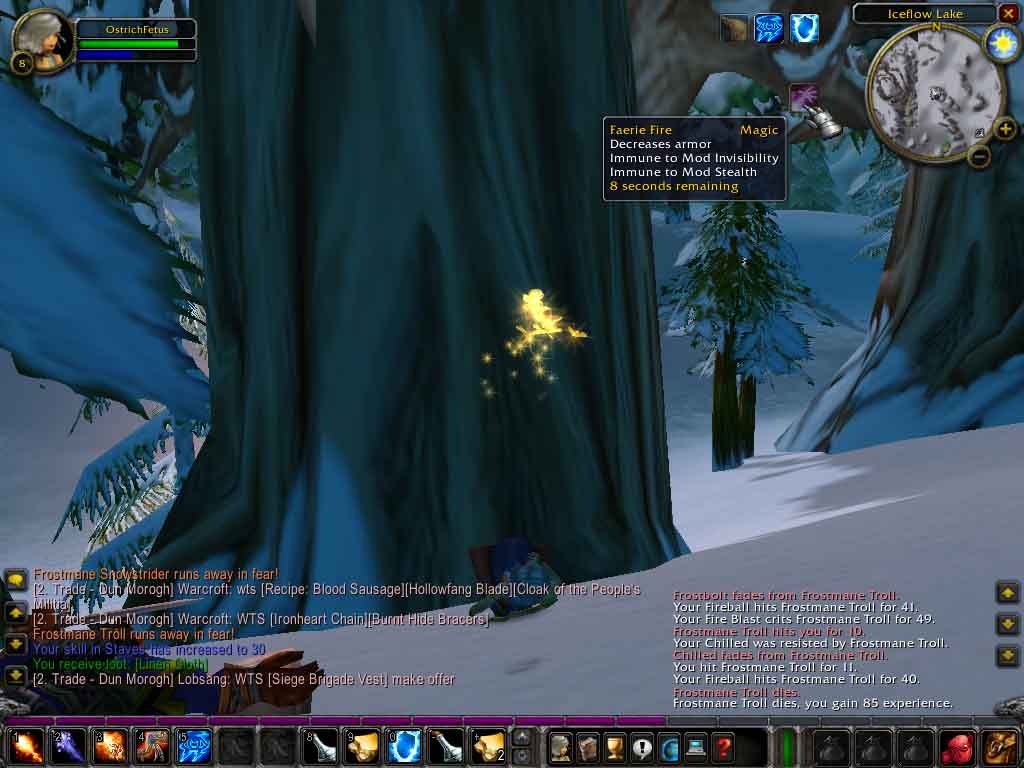 OstrichFetus
8
Iceflow Lake
N
Faerie Fire Magic
Decreases armor
Immune to Mod Invisibility
Immune to Mod Stealth
8 seconds remaining
Frostmane Snowstrider runs away in fear!
[2. Trade - Dun Morogh] Warcroft: wts [Recipe: Blood Sausage][Hollowfang Blade][Cloak of the People's
Militia]
[2. Trade - Dun Morogh] Warcroft: WTS [Ironheart Chain][Burnt Hide Bracers]
Frostmane Troll runs away in fear!
Your skill in Staves has increased to 30
You receive loot: [Linen Cloth]
[2. Trade - Dun Morogh] Lobsang: WTS [Siege Brigade Vest] make offer
Frostbolt fades from Frostmane Troll.
Your Fireball hits Frostmane Troll for 41.
Your Fire Blast crits Frostmane Troll for 49.
Frostmane Troll hits you for 10.
Your Chilled was resisted by Frostmane Troll.
Chilled fades from Frostmane Troll.
You hit Frostmane Troll for 11.
Your Fireball hits Frostmane Troll for 40.
Frostmane Troll dies.
Frostmane Troll dies, you gain 85 experience.
1 2 3 4 5 8 9 0 - 2